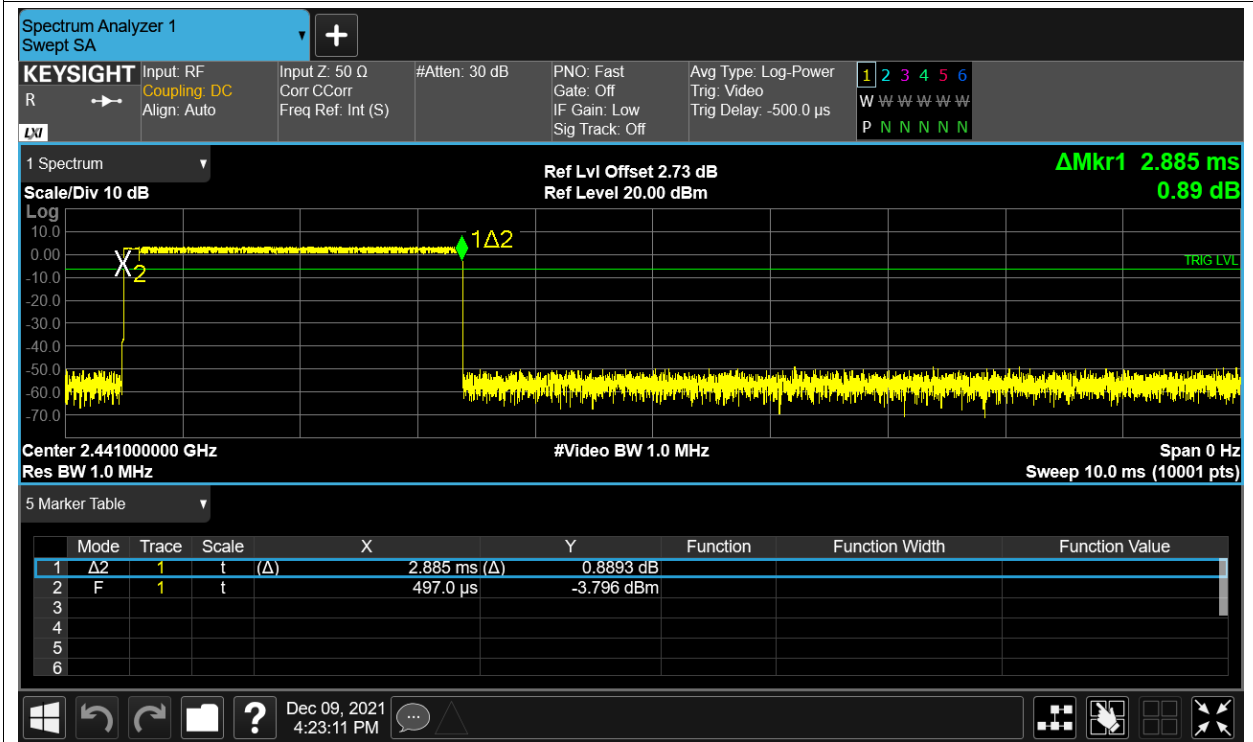 Spectrum Analyzer 1
Swept SA
KEYSIGHT Input: RF Input Z: 50 Ω #Atten: 30 dB PNO: Fast Avg Type: Log-Power 1 2 3 4 5 6
R Coupling: DC Corr CCorr Gate: Off Trig: Video W W W W W W
Align: Auto Freq Ref: Int (S) IF Gain: Low Trig Delay: -500.0 µs
LXI Sig Track: Off P N N N N N
1 Spectrum Ref Lvl Offset 2.73 dB ΔMkr1 2.885 ms
Scale/Div 10 dB Ref Level 20.00 dBm 0.89 dB
Log
10.0
1Δ2
0.00
TRIG LVL
X
2
-10.0
-20.0
-30.0
-40.0
-50.0
-60.0
-70.0
Center 2.441000000 GHz #Video BW 1.0 MHz Span 0 Hz
Res BW 1.0 MHz Sweep 10.0 ms (10001 pts)
5 Marker Table
Mode Trace Scale X Y Function Function Width Function Value
1 Δ2 1 t (Δ) 2.885 ms (Δ) 0.8893 dB
2 F 1 t 497.0 µs -3.796 dBm
3
4
5
6
? Dec 09, 2021
4:23:11 PM